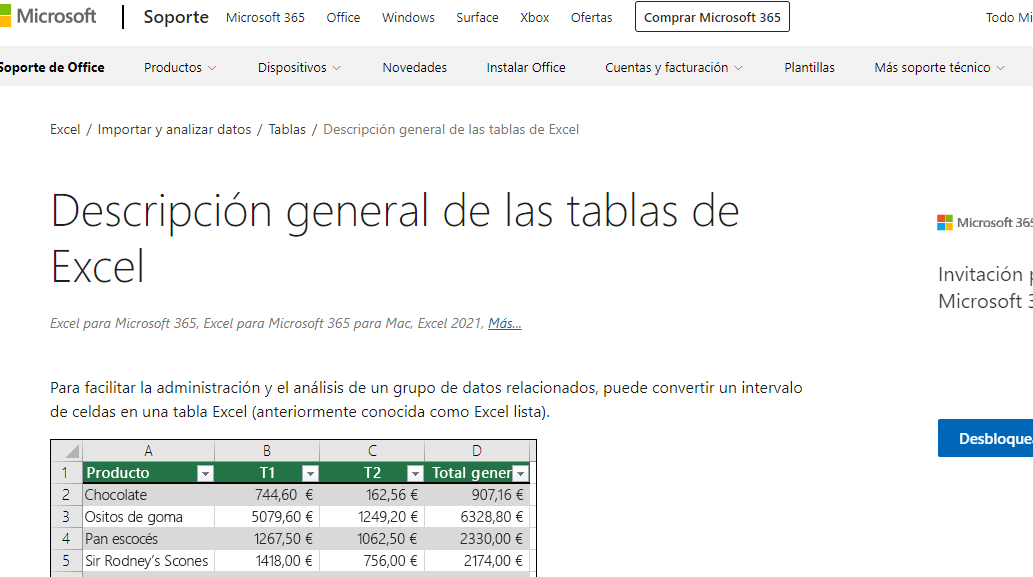 Microsoft Soporte Microsoft 365 Office Windows Surface Xbox Ofertas Comprar Microsoft 365 Todo
Soporte de Office Productos Dispositivos Novedades Instalar Office Cuentas y facturación Plantillas Más soporte técnico
Excel / Importar y analizar datos / Tablas / Descripción general de las tablas de Excel
Descripción general de las tablas de
Excel
Microsoft 365
Invitación
Microsoft
Excel para Microsoft 365, Excel para Microsoft 365 para Mac, Excel 2021, Más...
Para facilitar la administración y el análisis de un grupo de datos relacionados, puede convertir un intervalo
de celdas en una tabla Excel (anteriormente conocida como Excel lista).
Desbloquea
A B C D
1 Producto T1 T2 Total gener
2 Chocolate 744,60 € 162,56 € 907,16 €
3 Ositos de goma 5079,60 € 1249,20 € 6328,80 €
4 Pan escocés 1267,50 € 1062,50 € 2330,00 €
5 Sir Rodney's Scones 1418,00 € 756,00 € 2174,00 €